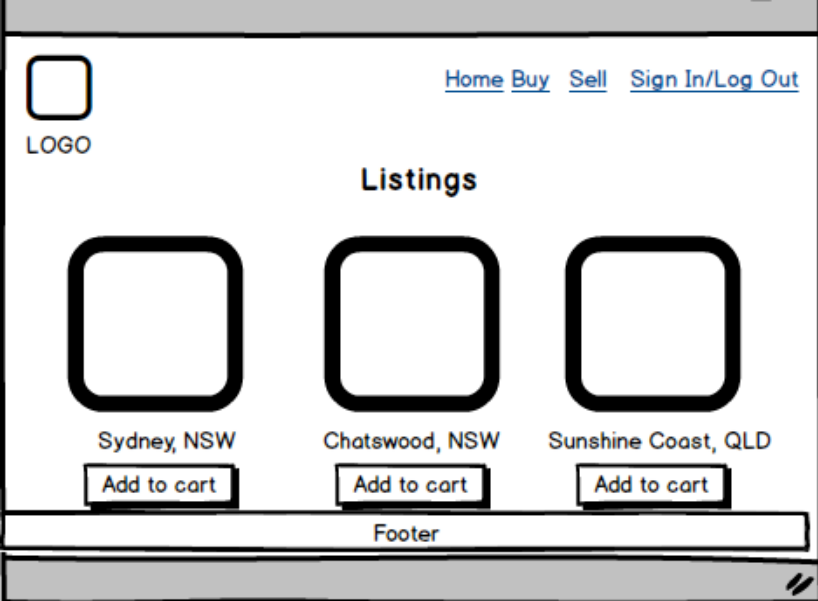 Home Buy Sell Sign In/Log Out
LOGO
Listings
Sydney, NSW Chatswood, NSW Sunshine Coast, QLD
Add to cart Add to cart Add to cart
Footer